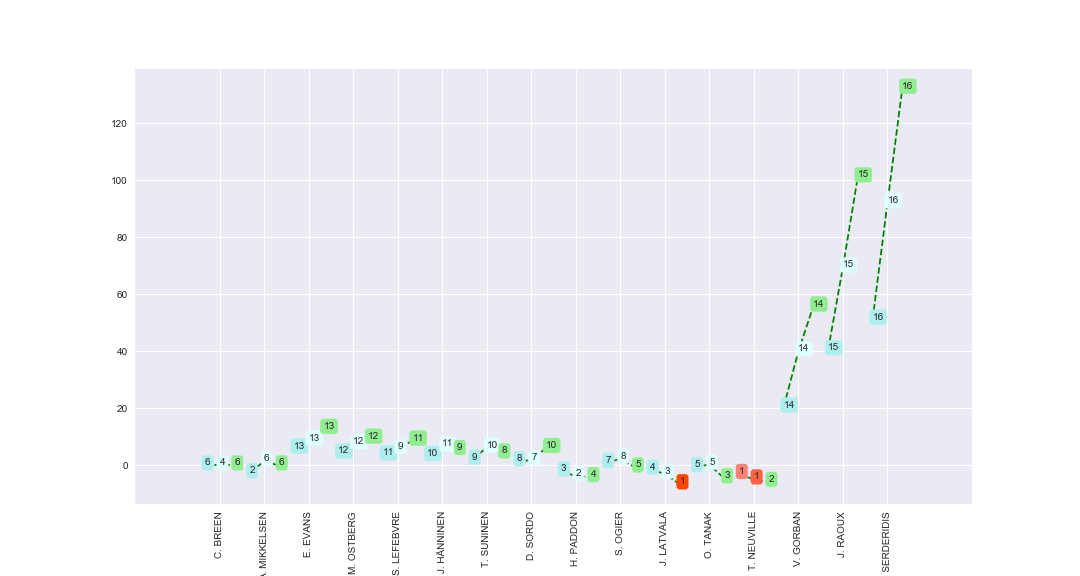 120
100
80
60
40
20
0
6 4 6
2 6 6
13 13 13
12 12 12
11 9 11
10 11 9
9 10 8
8 7 10
3 2 4
7 8 5
4 3 1
5 5 3
1 1 2
14 14 14
15 15 15
16 16 16
C. BREEN
. MIKKELSEN
E. EVANS
M. OSTBERG
S. LEFEBVRE
J. HÄNNINEN
T. SUNINEN
D. SORDO
H. PADDON
S. OGIER
J. LATVALA
O. TANAK
T. NEUVILLE
V. GORBAN
J. RAOUX
SERDERIDIS